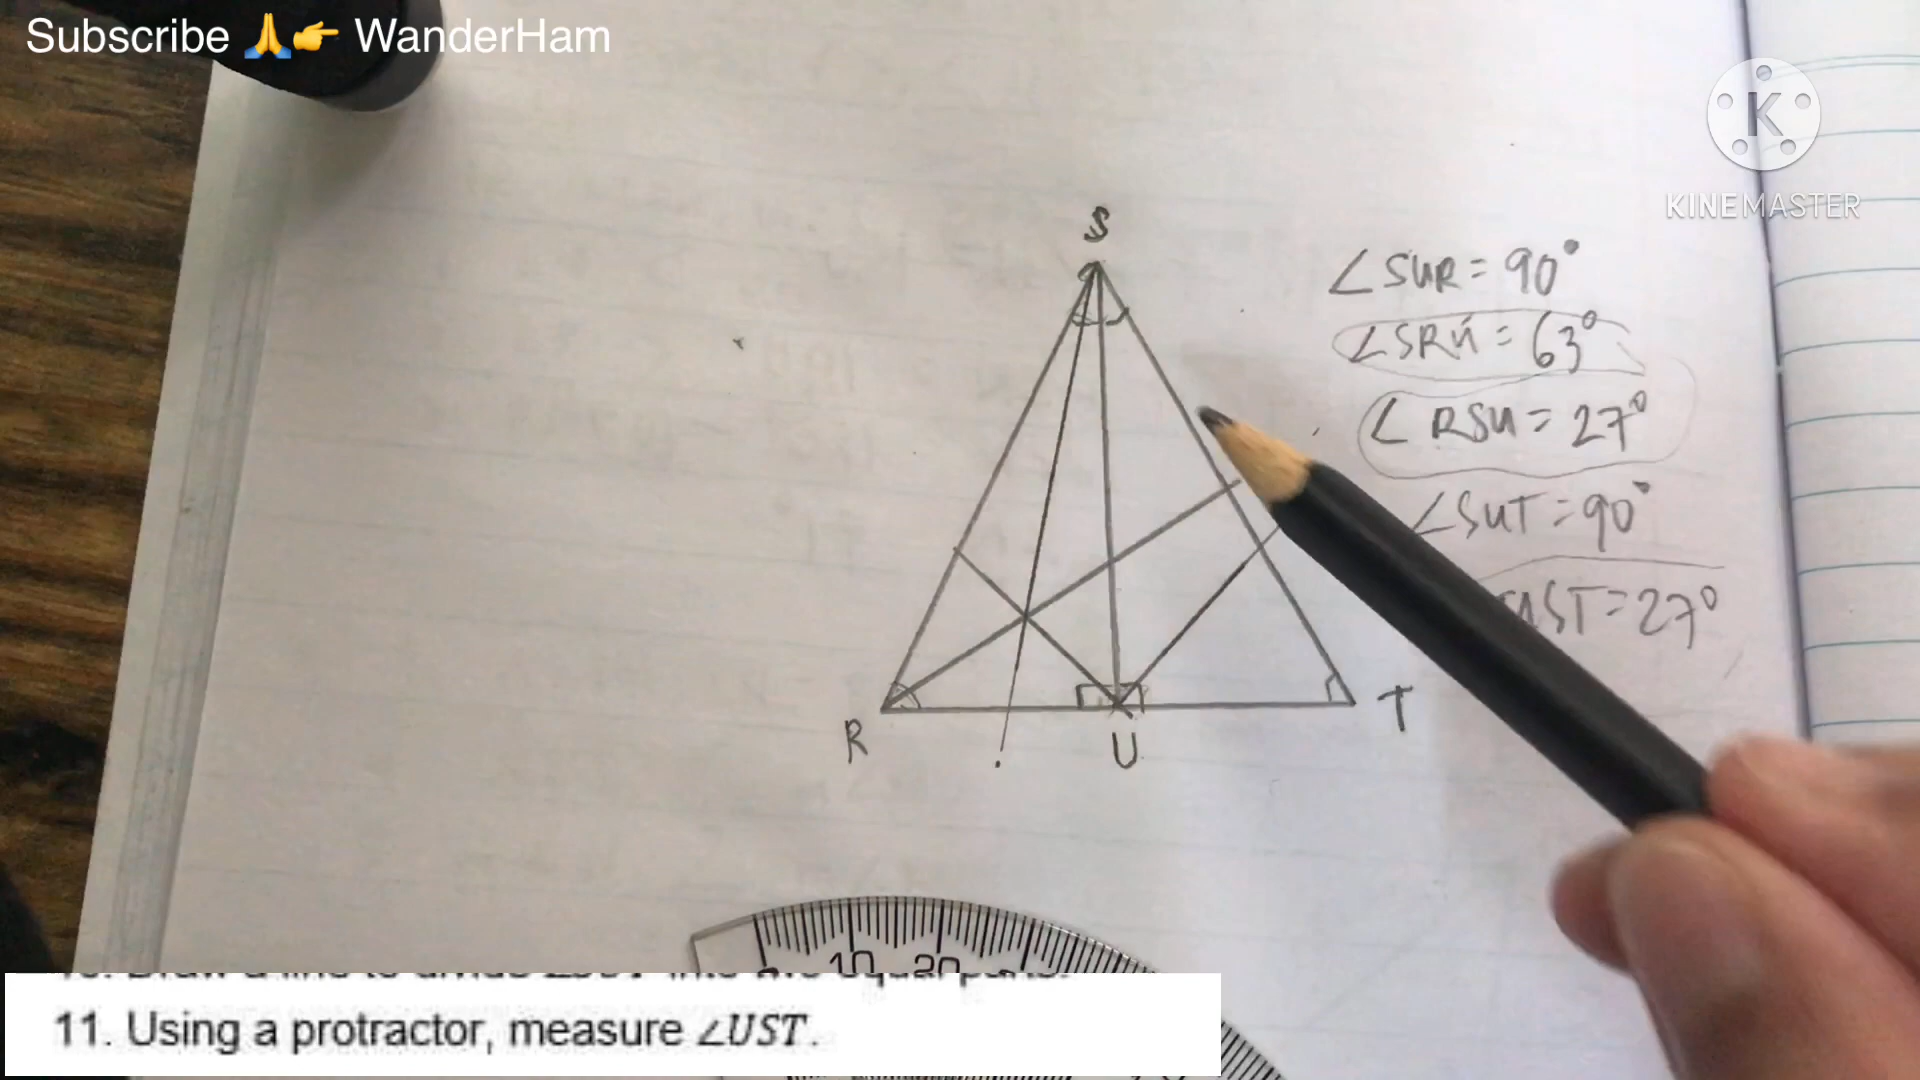 Subscribe 🙏👉 WanderHam
KINEMASTER
S
∠SUR = 90°
∠SRU = 63°
∠RSU = 27°
∠SUT = 90°
UST = 27°
R
U
T
10 20
11. Using a protractor, measure ∠UST.